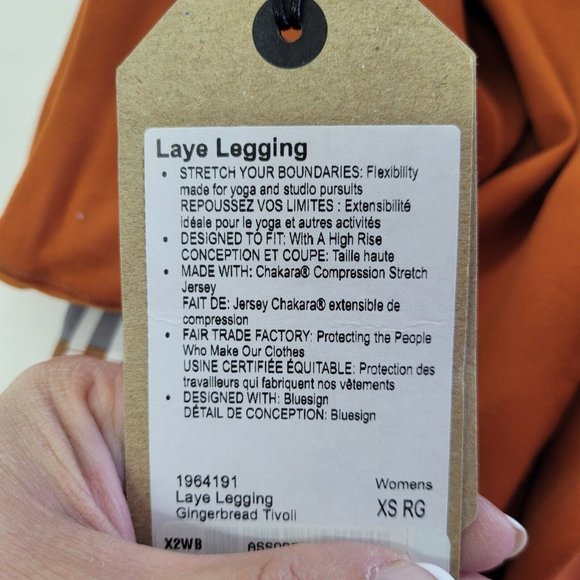 Laye Legging
• STRETCH YOUR BOUNDARIES: Flexibility
made for yoga and studio pursuits
REPOUSSEZ VOS LIMITES : Extensibilité
idéale pour le yoga et autres activités
• DESIGNED TO FIT: With A High Rise
CONCEPTION ET COUPE: Taille haute
• MADE WITH: Chakara® Compression Stretch
Jersey
FAIT DE: Jersey Chakara® extensible de
compression
• FAIR TRADE FACTORY: Protecting the People
Who Make Our Clothes
USINE CERTIFIÉE ÉQUITABLE: Protection des
travailleurs qui fabriquent nos vêtements
• DESIGNED WITH: Bluesign
DÉTAIL DE CONCEPTION: Bluesign
1964191 Womens
Laye Legging XS RG
Gingerbread Tivoli
X2WB